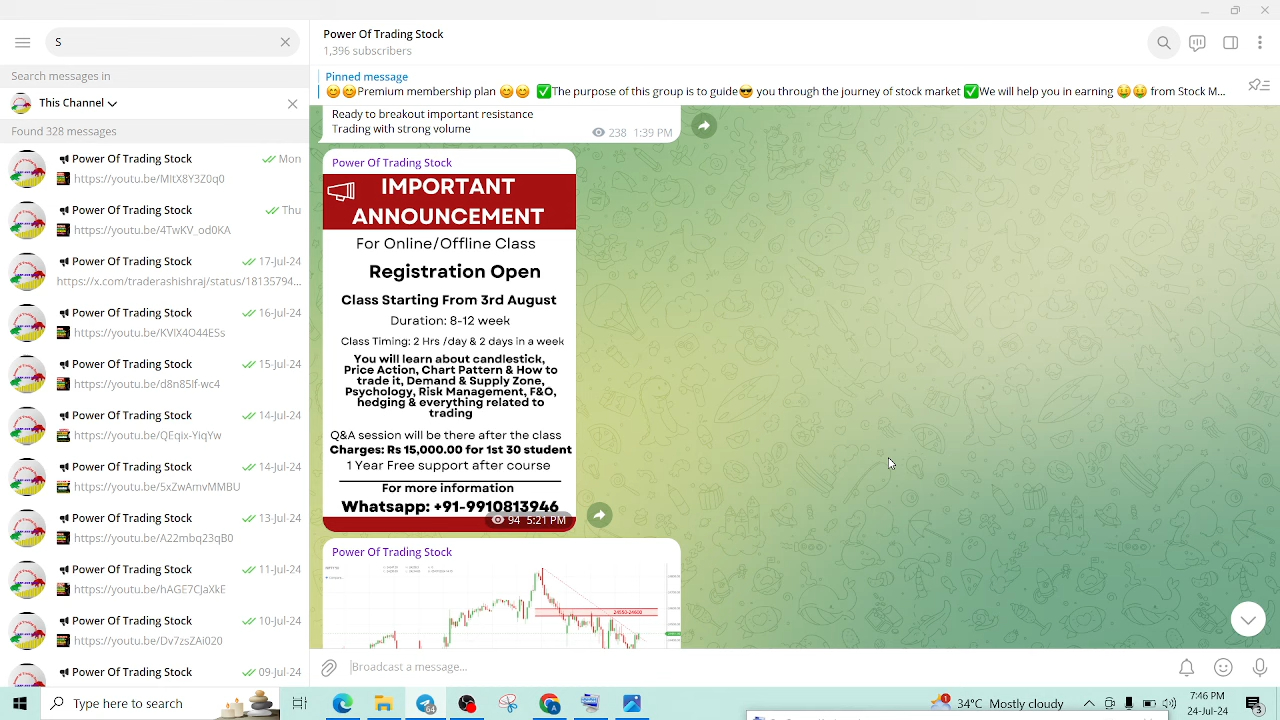 S
Search messages in
This Channel
Found 328 messages
Power Of Trading Stock
Mon
https://youtu.be/MItX8Y3Z0q0
Power Of Trading Stock
Thu
https://youtu.be/4TwKV_od0KA
Power Of Trading Stock
17-Jul-24
https://x.com/traderashishraj/status/18135794...
Power Of Trading Stock
16-Jul-24
https://youtu.be/KVlX4O44ESs
Power Of Trading Stock
15-Jul-24
https://youtu.be/d8n85lf-wc4
Power Of Trading Stock
14-Jul-24
https://youtu.be/QEqIx-YiqYw
Power Of Trading Stock
14-Jul-24
https://youtu.be/5xZwAmvMMBU
Power Of Trading Stock
13-Jul-24
https://youtu.be/A22mbq23qB0
Power Of Trading Stock
11-Jul-24
https://youtu.be/hAGE7CJaXkE
Power Of Trading Stock
10-Jul-24
https://youtu.be/Dv7zsZAi020
Power Of Trading Stock
09-Jul-24
Power Of Trading Stock
1,396 subscribers
Pinned message
😊😊Premium membership plan 😊😊 ✅The purpose of this group is to guide😎 you through the journey of stock market ✅We will help you in earning 🤑🤑 from Stock M...
Ready to breakout important resistance
Trading with strong volume
238 1:39 PM
Power Of Trading Stock
IMPORTANT
ANNOUNCEMENT
For Online/Offline Class
Registration Open
Class Starting From 3rd August
Duration: 8-12 week
Class Timing: 2 Hrs /day & 2 days in a week
You will learn about candlestick,
Price Action, Chart Pattern & How to
trade it, Demand & Supply Zone,
Psychology, Risk Management, F&O,
hedging & everything related to
trading
Q&A session will be there after the class
Charges: Rs 15,000.00 for 1st 30 student
1 Year Free support after course
For more information
Whatsapp: +91-9910813946
94 5:21 PM
Power Of Trading Stock
24550-24600
Broadcast a message...
Search
34°C Mostly cloudy
7:46 PM
24-Jul-24